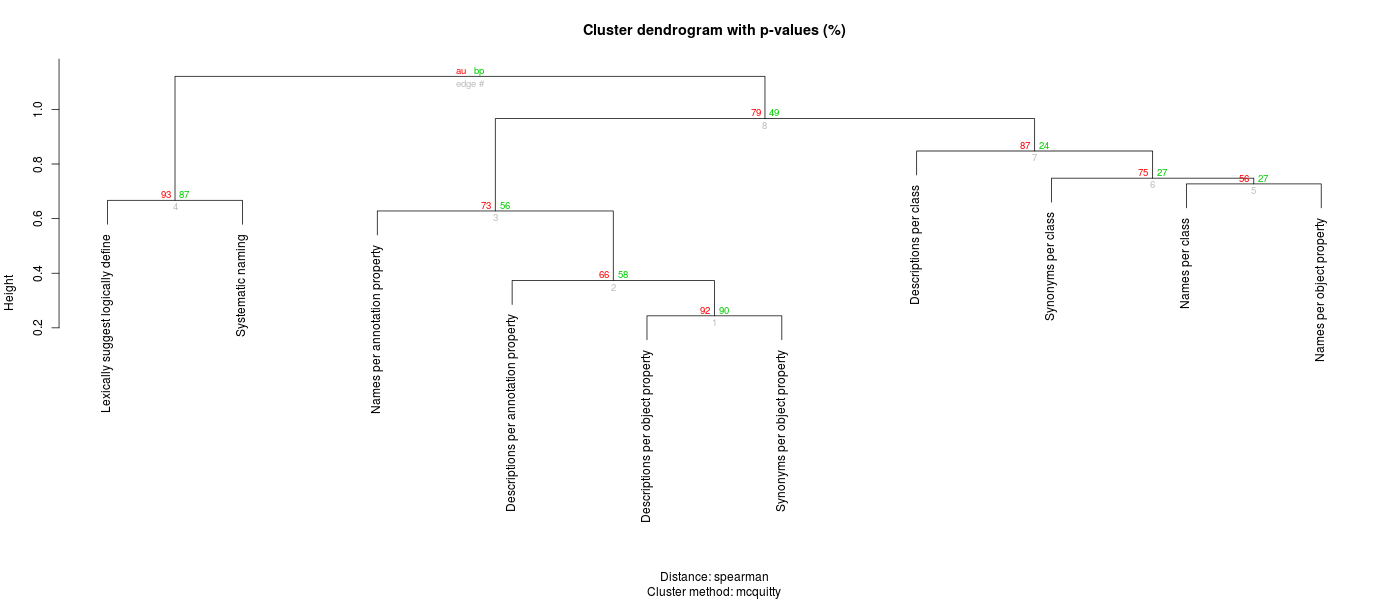 Cluster dendrogram with p-values (%)
au bp
edge #
79 49
8
87 24
7
75 27
6
56 27
5
93 87
4
73 56
3
66 58
2
92 90
1
Height
0.2
0.4
0.6
0.8
1.0
Lexically suggest logically define
Systematic naming
Names per annotation property
Descriptions per annotation property
Descriptions per object property
Synonyms per object property
Descriptions per class
Synonyms per class
Names per class
Names per object property
Distance: spearman
Cluster method: mcquitty